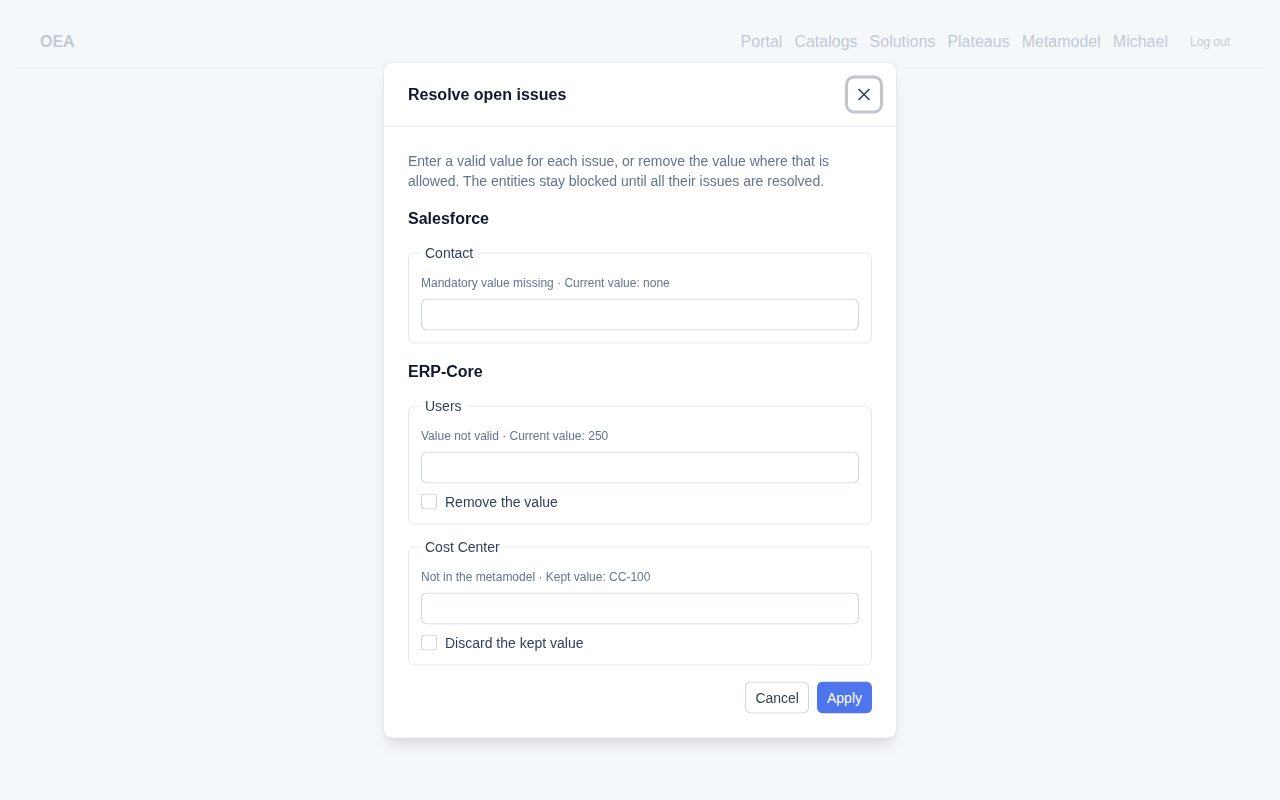 OEA
Portal Catalogs Solutions Plateaus Metamodel Michael Log out
Resolve open issues
Enter a valid value for each issue, or remove the value where that is
allowed. The entities stay blocked until all their issues are resolved.
Salesforce
Contact
Mandatory value missing · Current value: none
ERP-Core
Users
Value not valid · Current value: 250
Remove the value
Cost Center
Not in the metamodel · Kept value: CC-100
Discard the kept value
Cancel Apply